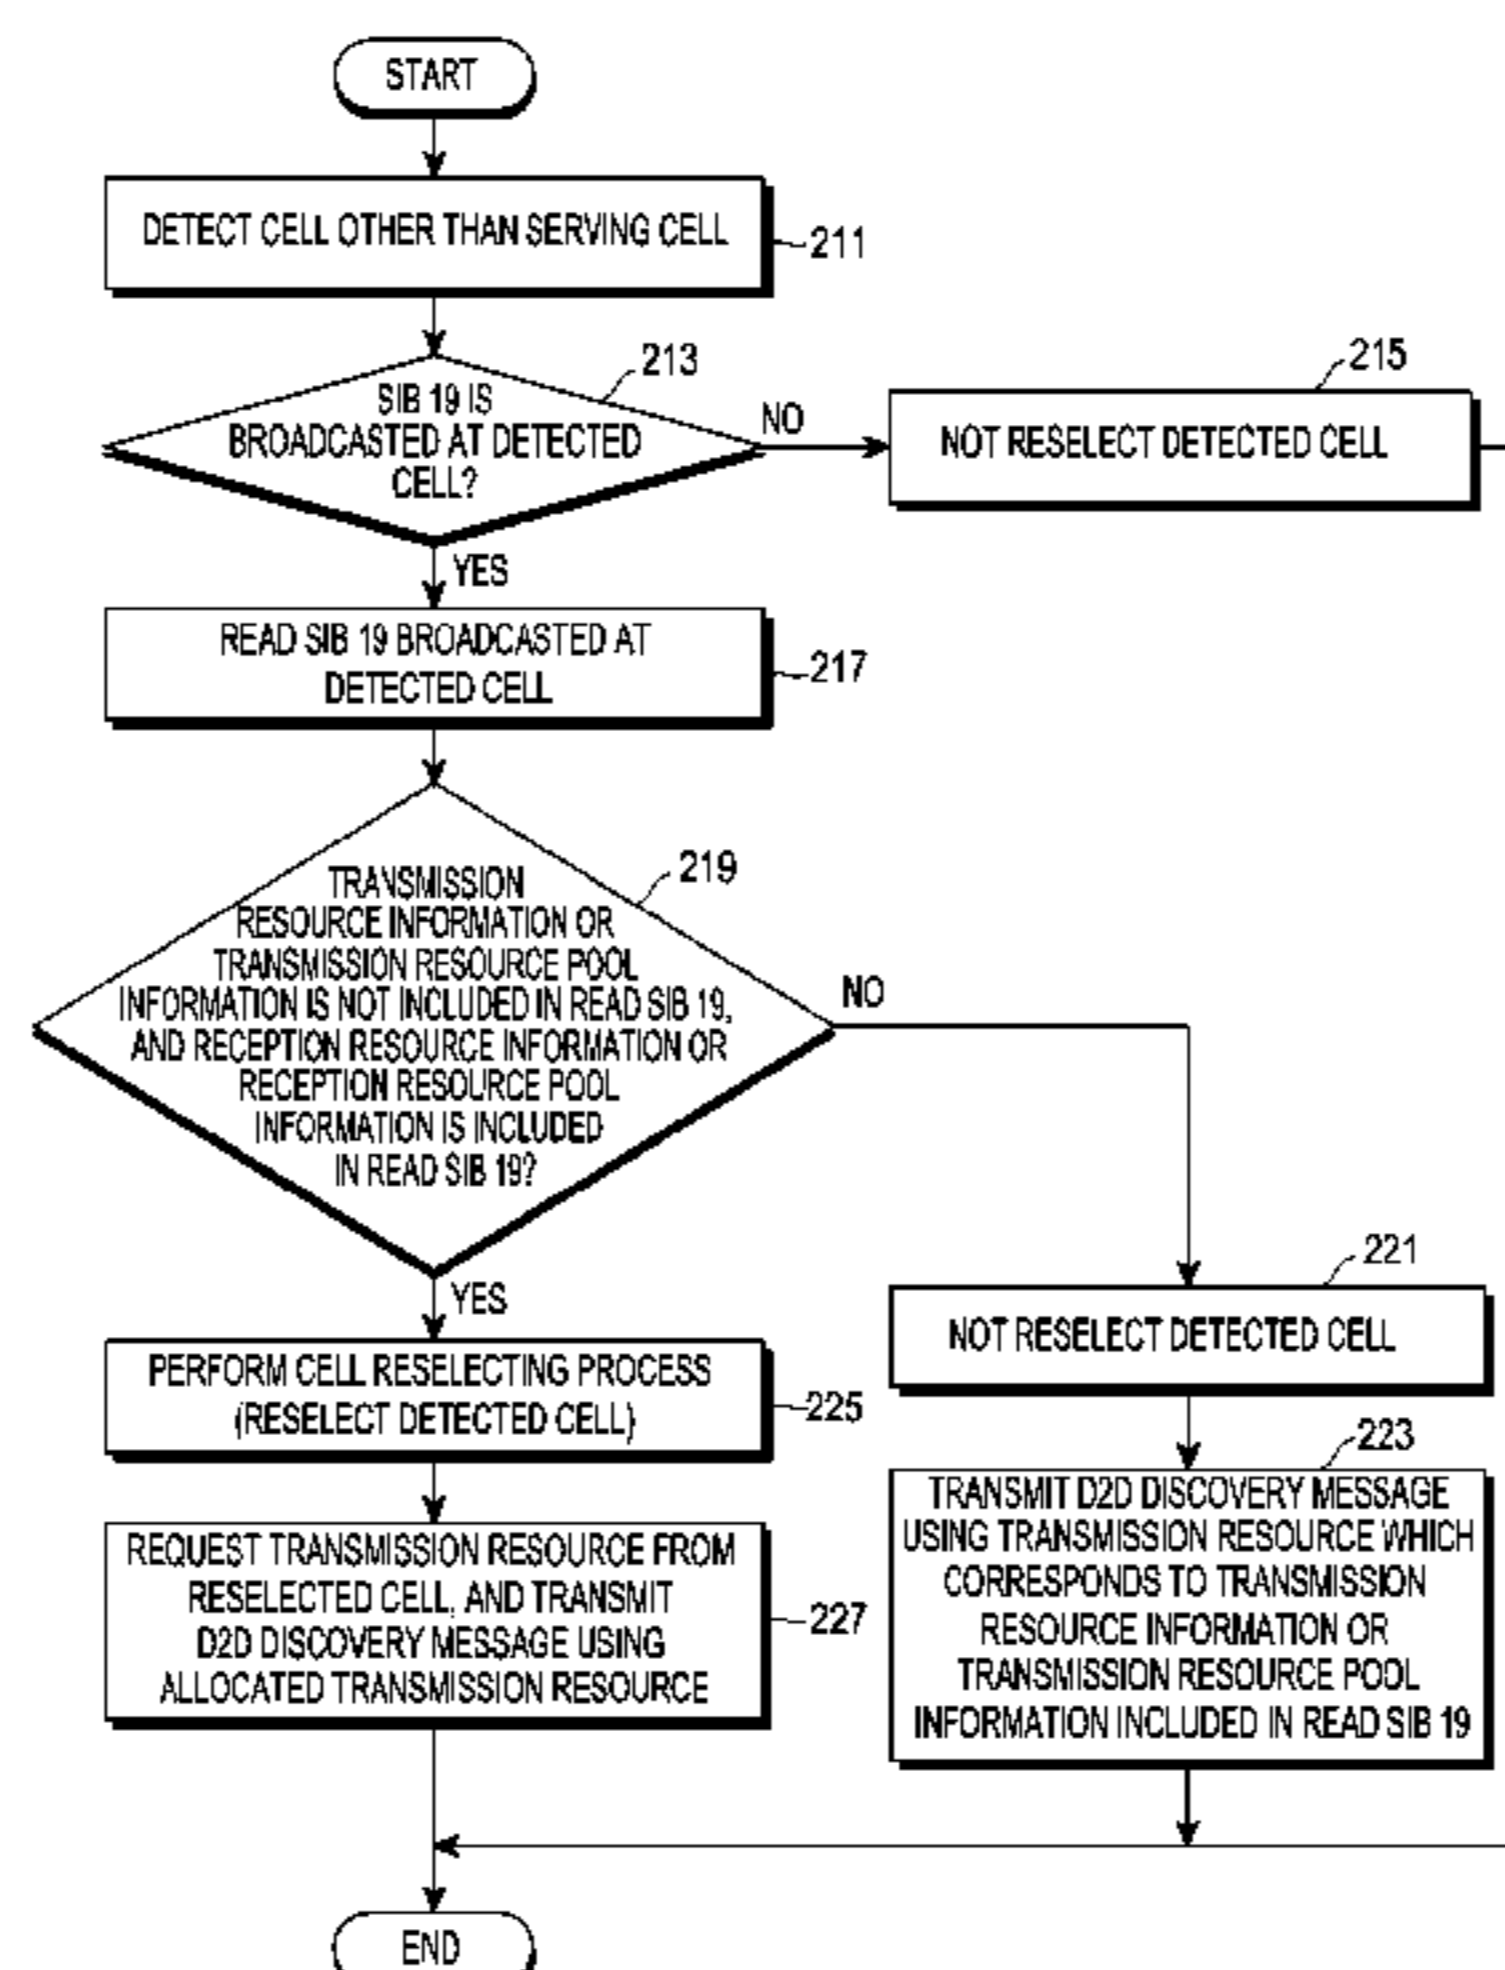 START
DETECT CELL OTHER THAN SERVING CELL
211
213
SIB 19 IS
BROADCASTED AT DETECTED
CELL?
NO
215
NOT RESELECT DETECTED CELL
YES
READ SIB 19 BROADCASTED AT
DETECTED CELL
217
219
TRANSMISSION
RESOURCE INFORMATION OR
TRANSMISSION RESOURCE POOL
INFORMATION IS NOT INCLUDED IN READ SIB 19,
AND RECEPTION RESOURCE INFORMATION OR
RECEPTION RESOURCE POOL
INFORMATION IS INCLUDED
IN READ SIB 19?
NO
YES
221
NOT RESELECT DETECTED CELL
PERFORM CELL RESELECTING PROCESS
(RESELECT DETECTED CELL)
225
223
TRANSMIT D2D DISCOVERY MESSAGE
USING TRANSMISSION RESOURCE WHICH
CORRESPONDS TO TRANSMISSION
RESOURCE INFORMATION OR
TRANSMISSION RESOURCE POOL
INFORMATION INCLUDED IN READ SIB 19
REQUEST TRANSMISSION RESOURCE FROM
RESELECTED CELL, AND TRANSMIT
D2D DISCOVERY MESSAGE USING
ALLOCATED TRANSMISSION RESOURCE
227
END